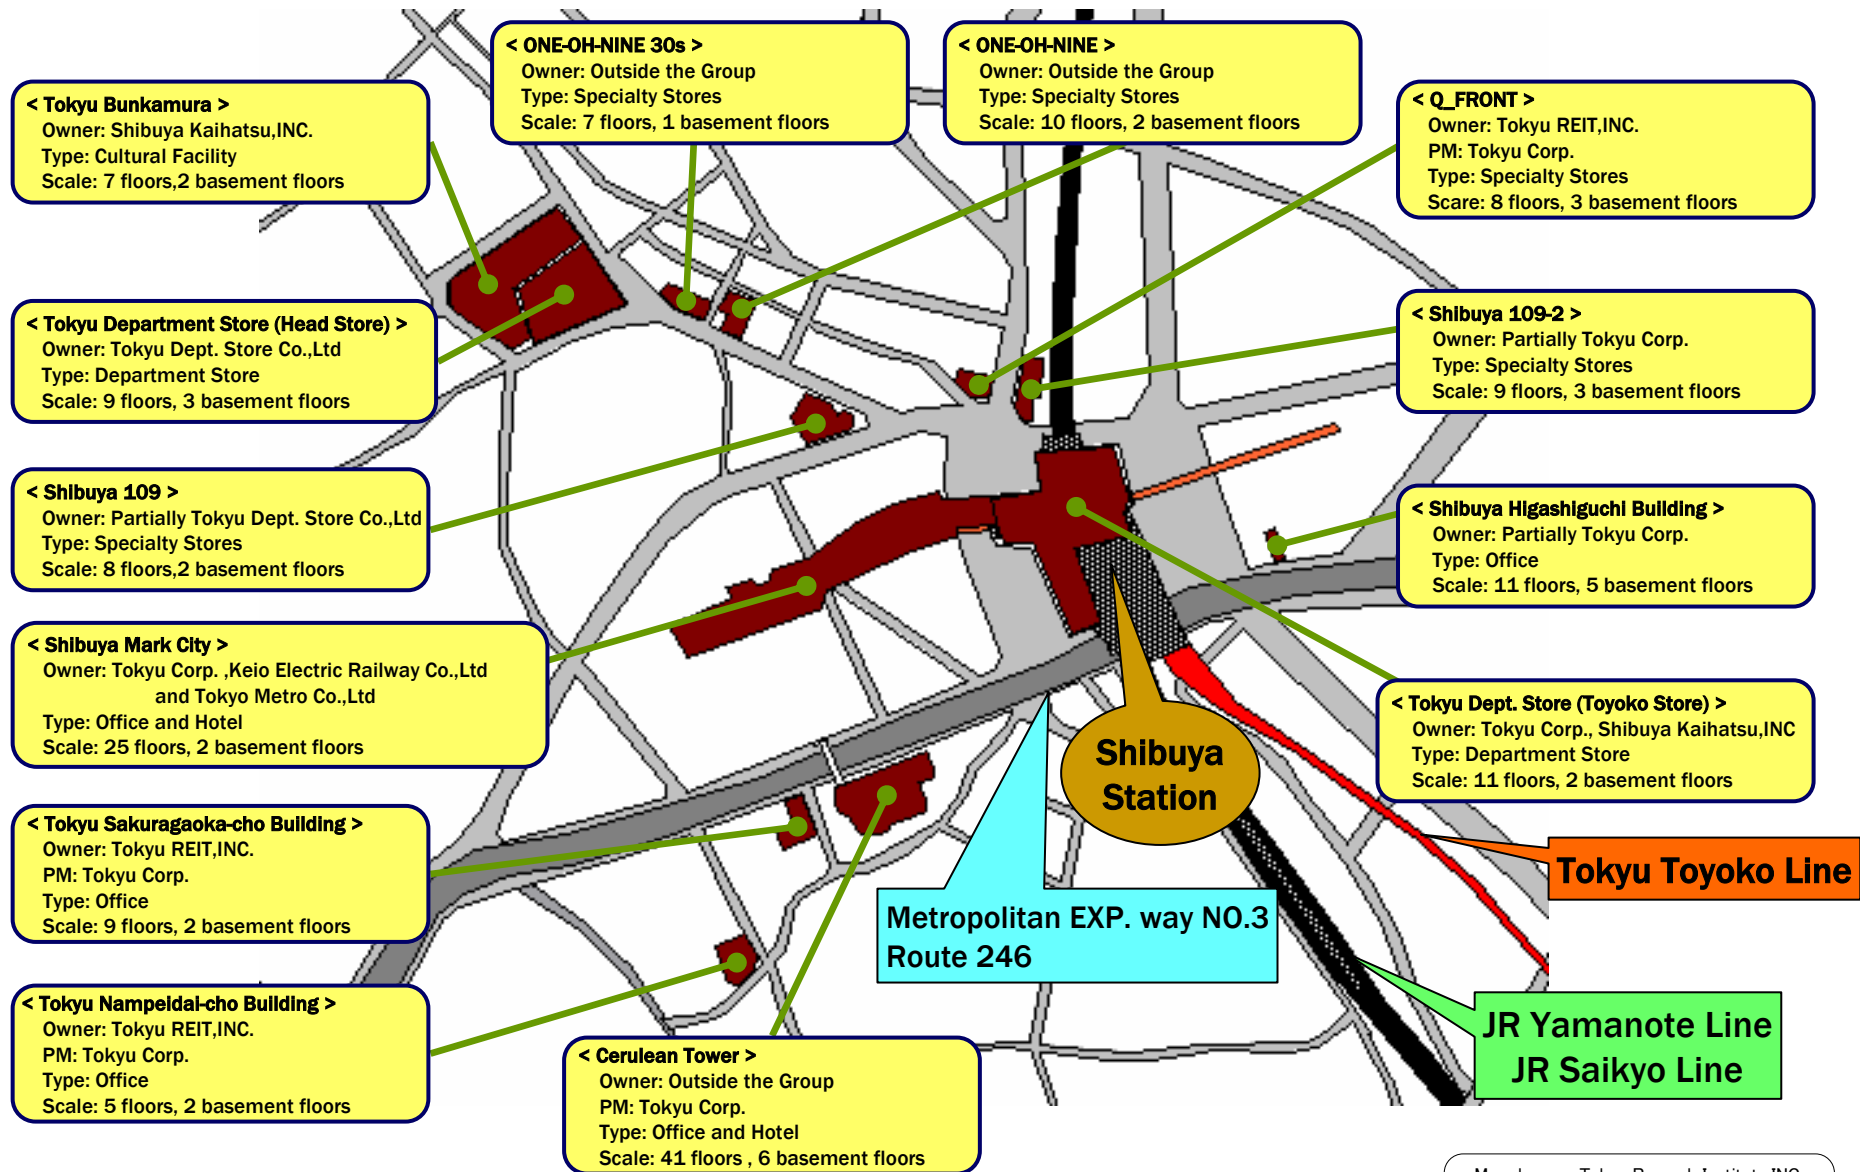 < ONE-OH-NINE 30s >
Owner: Outside the Group
Type: Specialty Stores
Scale: 7 floors, 1 basement floors
< ONE-OH-NINE >
Owner: Outside the Group
Type: Specialty Stores
Scale: 10 floors, 2 basement floors
< Tokyu Bunkamura >
Owner: Shibuya Kaihatsu,INC.
Type: Cultural Facility
Scale: 7 floors,2 basement floors
< Q_FRONT >
Owner: Tokyu REIT,INC.
PM: Tokyu Corp.
Type: Specialty Stores
Scare: 8 floors, 3 basement floors
< Tokyu Department Store (Head Store) >
Owner: Tokyu Dept. Store Co.,Ltd
Type: Department Store
Scale: 9 floors, 3 basement floors
< Shibuya 109-2 >
Owner: Partially Tokyu Corp.
Type: Specialty Stores
Scale: 9 floors, 3 basement floors
< Shibuya 109 >
Owner: Partially Tokyu Dept. Store Co.,Ltd
Type: Specialty Stores
Scale: 8 floors,2 basement floors
< Shibuya Higashiguchi Building >
Owner: Partially Tokyu Corp.
Type: Office
Scale: 11 floors, 5 basement floors
< Shibuya Mark City >
Owner: Tokyu Corp. ,Keio Electric Railway Co.,Ltd
and Tokyo Metro Co.,Ltd
Type: Office and Hotel
Scale: 25 floors, 2 basement floors
< Tokyu Dept. Store (Toyoko Store) >
Owner: Tokyu Corp., Shibuya Kaihatsu,INC
Type: Department Store
Scale: 11 floors, 2 basement floors
Shibuya
Station
< Tokyu Sakuragaoka-cho Building >
Owner: Tokyu REIT,INC.
PM: Tokyu Corp.
Type: Office
Scale: 9 floors, 2 basement floors
Tokyu Toyoko Line
Metropolitan EXP. way NO.3
Route 246
< Tokyu Nampeidai-cho Building >
Owner: Tokyu REIT,INC.
PM: Tokyu Corp.
Type: Office
Scale: 5 floors, 2 basement floors
JR Yamanote Line
JR Saikyo Line
< Cerulean Tower >
Owner: Outside the Group
PM: Tokyu Corp.
Type: Office and Hotel
Scale: 41 floors , 6 basement floors